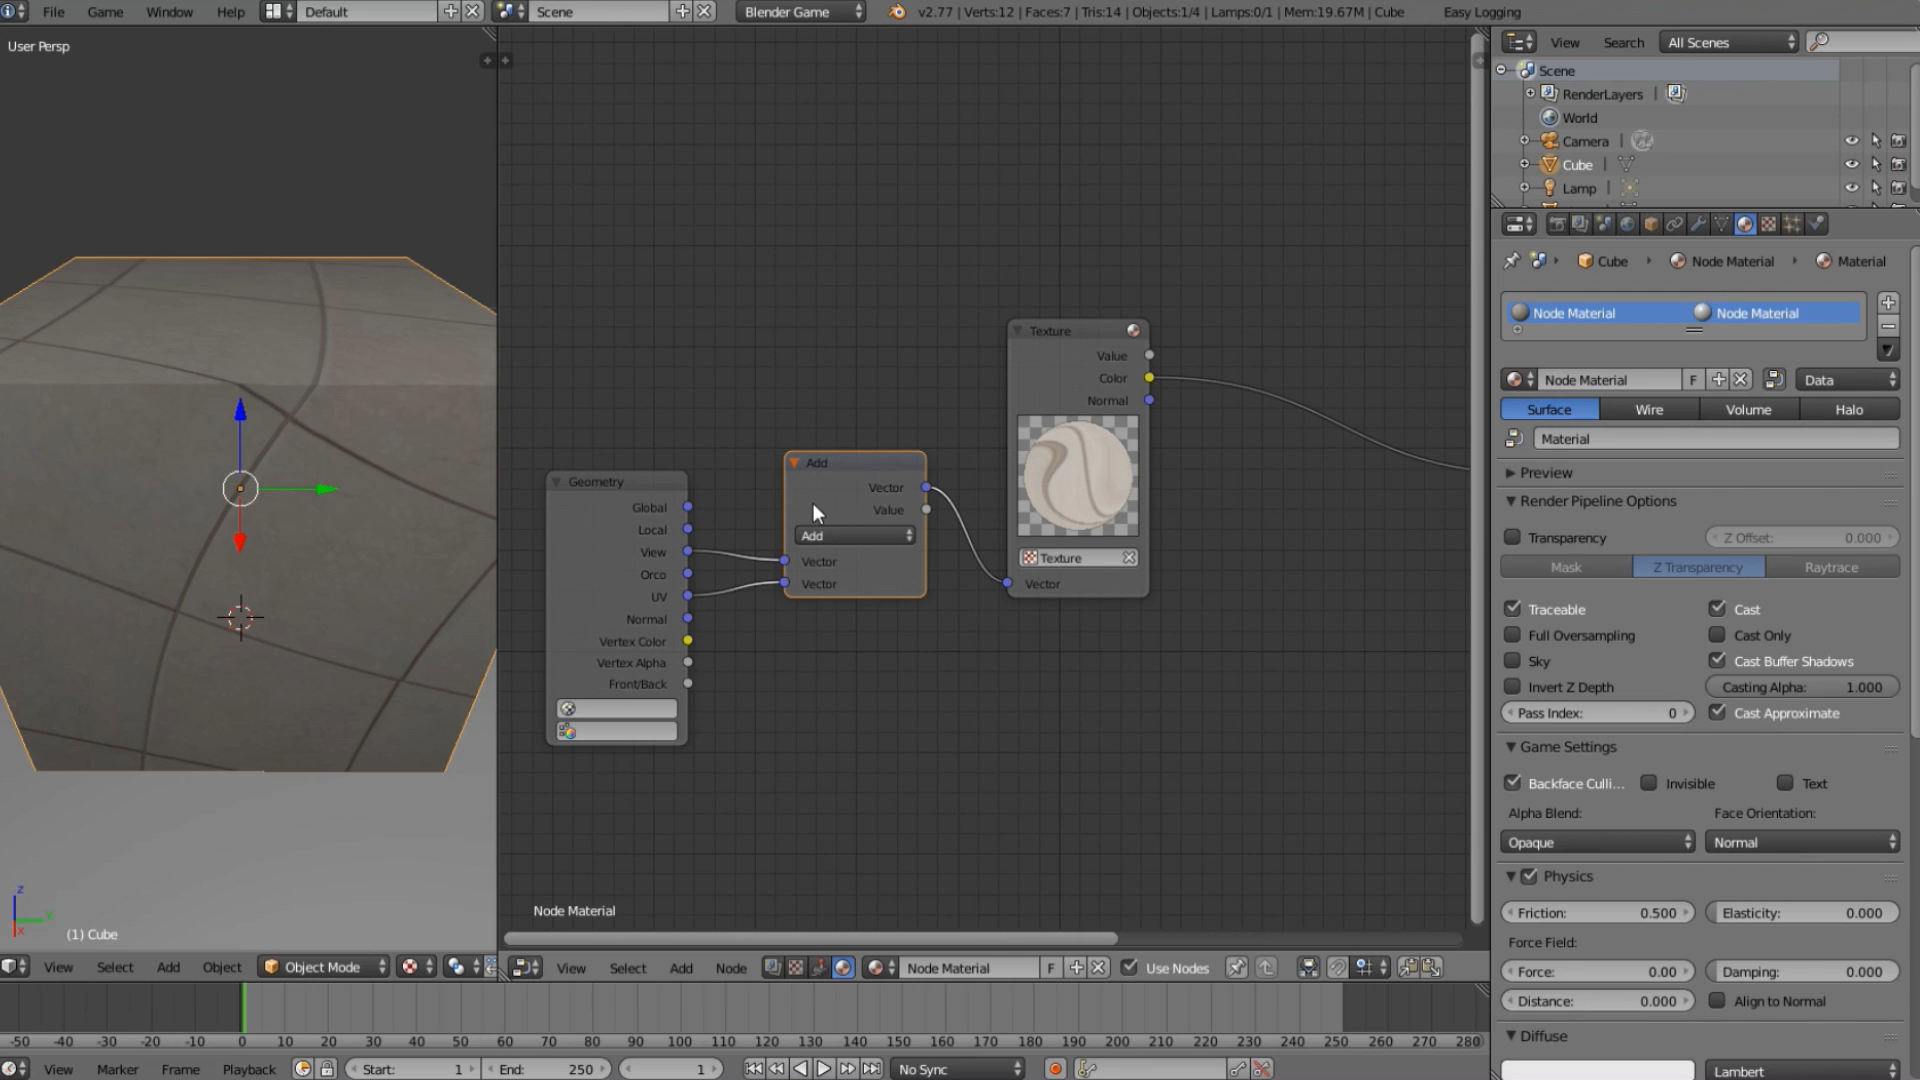 File Game Window Help Default Scene Blender Game v2.77 | Verts:12 | Faces:7 | Tris:14 | Objects:1/4 | Lamps:0/1 | Mem:19.67M | Cube Easy Logging
User Persp
View Search All Scenes
Scene
RenderLayers
World
Camera
Cube
Lamp
Cube Node Material Material
Node Material Node Material
Node Material F Data
Surface Wire Volume Halo
Material
Preview
Render Pipeline Options
Transparency Z Offset: 0.000
Mask Z Transparency Raytrace
Traceable Cast
Full Oversampling Cast Only
Sky Cast Buffer Shadows
Invert Z Depth Casting Alpha: 1.000
Pass Index: 0 Cast Approximate
Game Settings
Backface Culli... Invisible Text
Alpha Blend: Face Orientation:
Opaque Normal
Physics
Friction: 0.500 Elasticity: 0.000
Force Field:
Force: 0.00 Damping: 0.000
Distance: 0.000 Align to Normal
Diffuse
Lambert
Geometry
Global
Local
View
Orco
UV
Normal
Vertex Color
Vertex Alpha
Front/Back
Add
Vector
Value
Add
Vector
Vector
Texture
Value
Color
Normal
Texture
Vector
Node Material
z
y
x
(1) Cube
View Select Add Object Object Mode
View Select Add Node Node Material F Use Nodes
-50 -40 -30 -20 -10 0 10 20 30 40 50 60 70 80 90 100 110 120 130 140 150 160 170 180 190 200 210 220 230 240 250 260 270 280
View Marker Frame Playback Start: 1 End: 250 1 No Sync